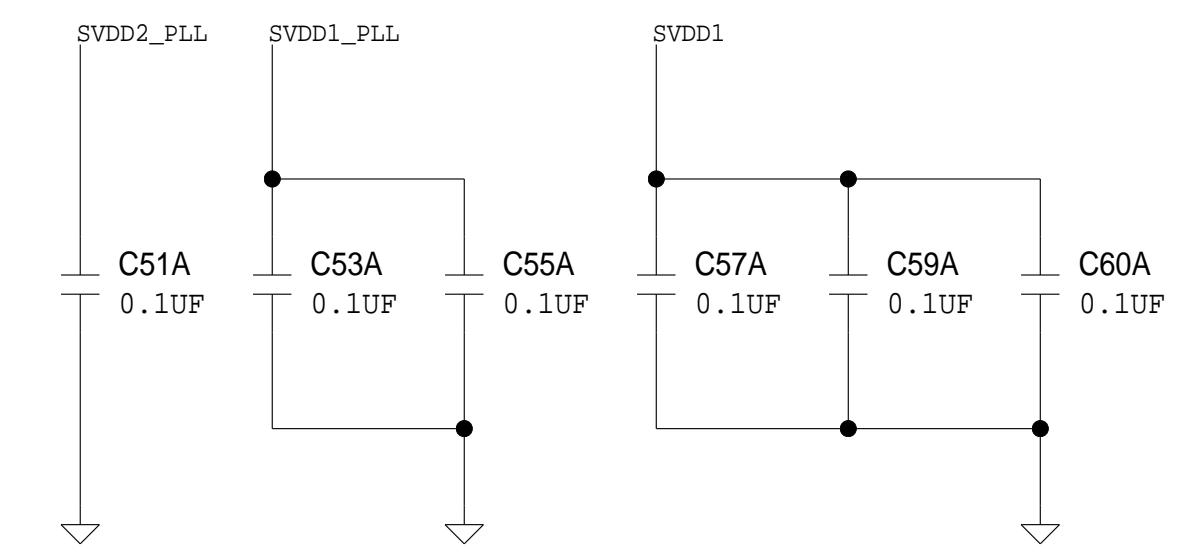 SVDD2_PLL SVDD1_PLL SVDD1
C51A C53A C55A C57A C59A C60A
0.1UF 0.1UF 0.1UF 0.1UF 0.1UF 0.1UF